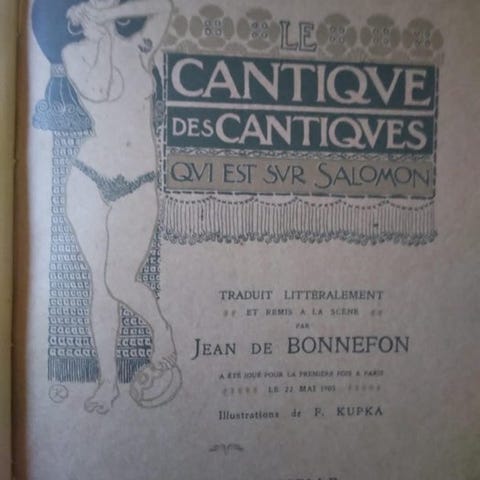 LE
CANTIQVE
DES CANTIQVES
QVI EST SVR SALOMON
TRADUIT LITTÉRALEMENT
ET REMIS A LA SCÈNE
PAR
JEAN DE BONNEFON
A ÉTÉ JOUÉ POUR LA PREMIÈRE FOIS A PARIS
LE 22 MAI 1905
Illustrations de F. KUPKA